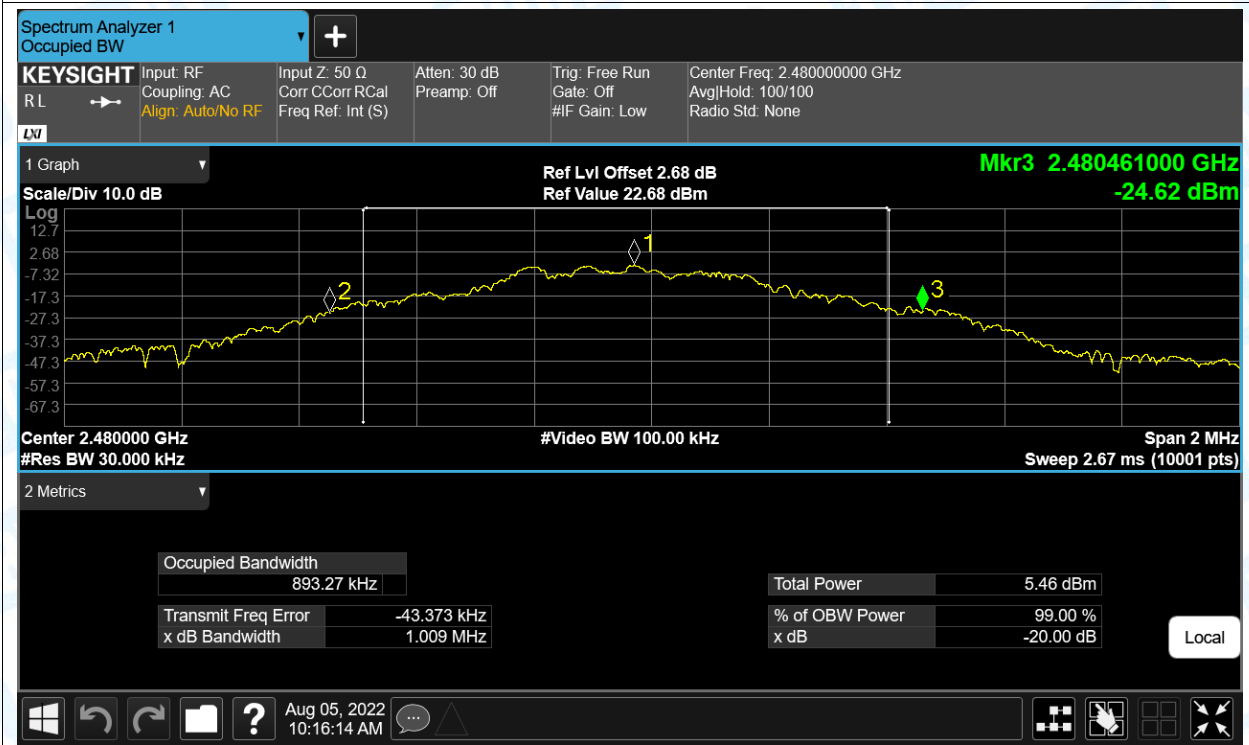 Spectrum Analyzer 1
Occupied BW
KEYSIGHT
R L
LXI
Input: RF
Coupling: AC
Align: Auto/No RF
Input Z: 50 Ω
Corr CCorr RCal
Freq Ref: Int (S)
Atten: 30 dB
Preamp: Off
Trig: Free Run
Gate: Off
#IF Gain: Low
Center Freq: 2.480000000 GHz
Avg|Hold: 100/100
Radio Std: None
1 Graph
Scale/Div 10.0 dB
Ref Lvl Offset 2.68 dB
Ref Value 22.68 dBm
Mkr3 2.480461000 GHz
-24.62 dBm
Log
12.7
2.68
-7.32
-17.3
-27.3
-37.3
-47.3
-57.3
-67.3
1
2
3
Center 2.480000 GHz
#Res BW 30.000 kHz
#Video BW 100.00 kHz
Span 2 MHz
Sweep 2.67 ms (10001 pts)
2 Metrics
Occupied Bandwidth
893.27 kHz
Transmit Freq Error -43.373 kHz
x dB Bandwidth 1.009 MHz
Total Power 5.46 dBm
% of OBW Power 99.00 %
x dB -20.00 dB
Local
?
Aug 05, 2022
10:16:14 AM